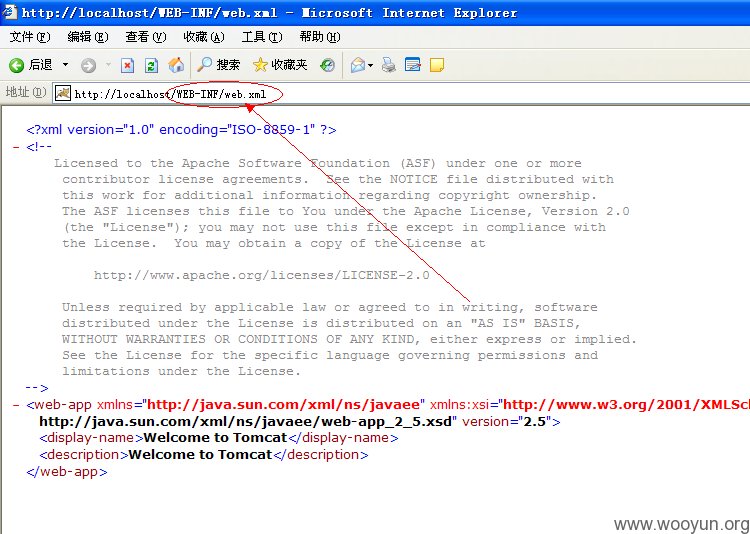 http://localhost/WEB-INF/web.xml - Microsoft Internet Explorer
文件(F) 编辑(E) 查看(V) 收藏(A) 工具(T) 帮助(H)
后退 搜索 收藏夹
地址(D) http://localhost/WEB-INF/web.xml
<?xml version="1.0" encoding="ISO-8859-1" ?>
- <!--
Licensed to the Apache Software Foundation (ASF) under one or more
contributor license agreements. See the NOTICE file distributed with
this work for additional information regarding copyright ownership.
The ASF licenses this file to You under the Apache License, Version 2.0
(the "License"); you may not use this file except in compliance with
the License. You may obtain a copy of the License at
http://www.apache.org/licenses/LICENSE-2.0
Unless required by applicable law or agreed to in writing, software
distributed under the License is distributed on an "AS IS" BASIS,
WITHOUT WARRANTIES OR CONDITIONS OF ANY KIND, either express or implied.
See the License for the specific language governing permissions and
limitations under the License.
-->
- <web-app xmlns="http://java.sun.com/xml/ns/javaee" xmlns:xsi="http://www.w3.org/2001/XMLScl
http://java.sun.com/xml/ns/javaee/web-app_2_5.xsd" version="2.5">
<display-name>Welcome to Tomcat</display-name>
<description>Welcome to Tomcat</description>
</web-app>
www.wooyun.org